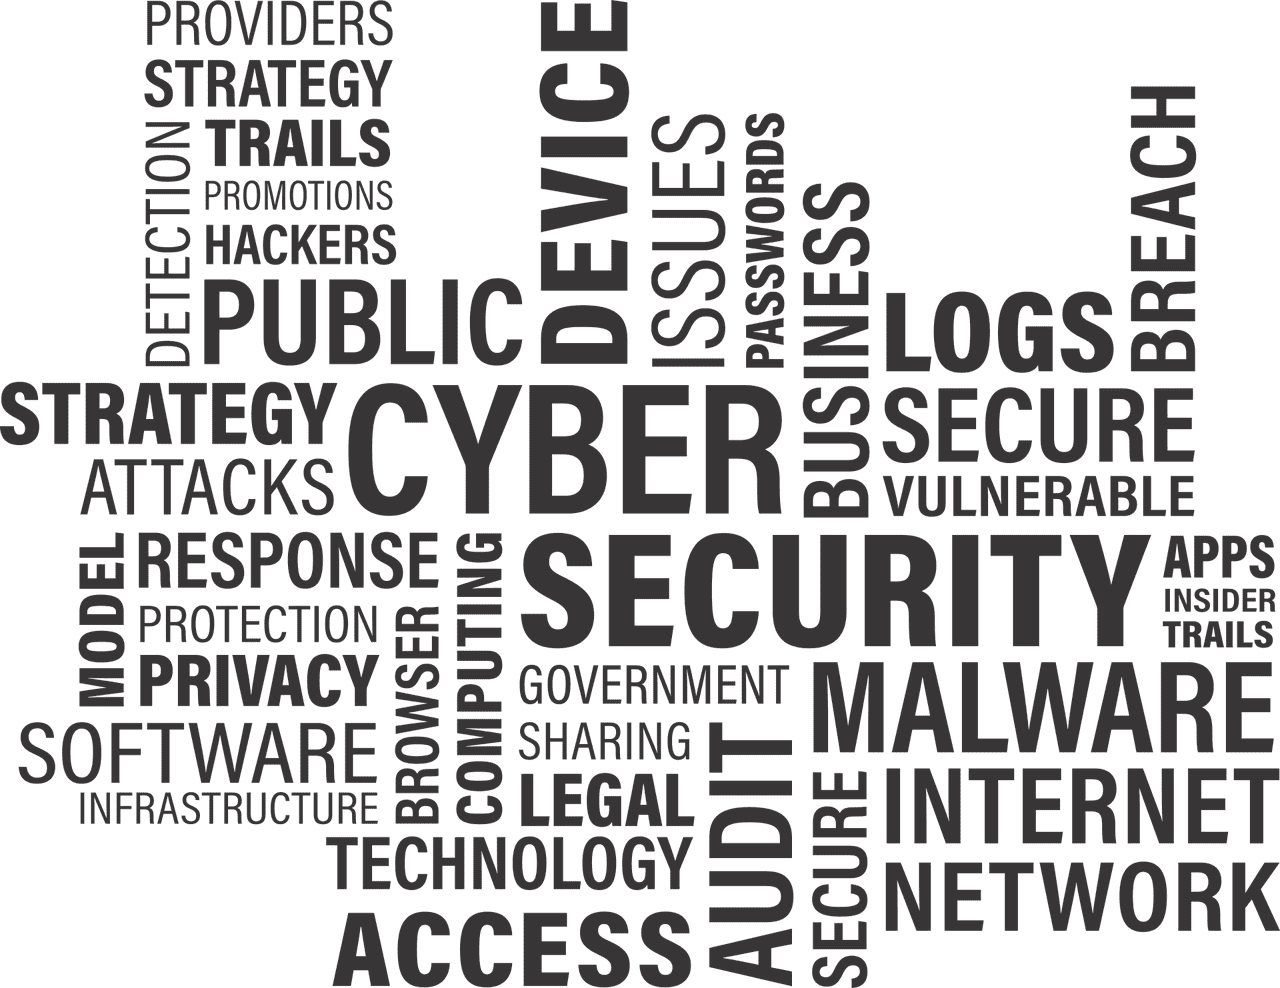 PROVIDERS
STRATEGY
DETECTION
TRAILS
PROMOTIONS
HACKERS
PUBLIC
DEVICE
ISSUES
PASSWORDS
BUSINESS
LOGS
BREACH
STRATEGY
ATTACKS
CYBER
SECURE
VULNERABLE
MODEL
RESPONSE
PROTECTION
PRIVACY
SOFTWARE
INFRASTRUCTURE
BROWSER
COMPUTING
SECURITY
APPS
INSIDER
TRAILS
GOVERNMENT
SHARING
LEGAL
TECHNOLOGY
ACCESS
AUDIT
MALWARE
SECURE
INTERNET
NETWORK